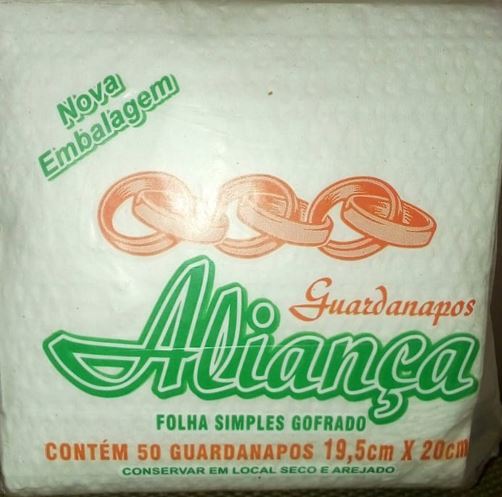 Nova
Embalagem
Guardanapos
Aliança
FOLHA SIMPLES GOFRADO
CONTÉM 50 GUARDANAPOS 19,5cm X 20cm
CONSERVAR EM LOCAL SECO E AREJADO